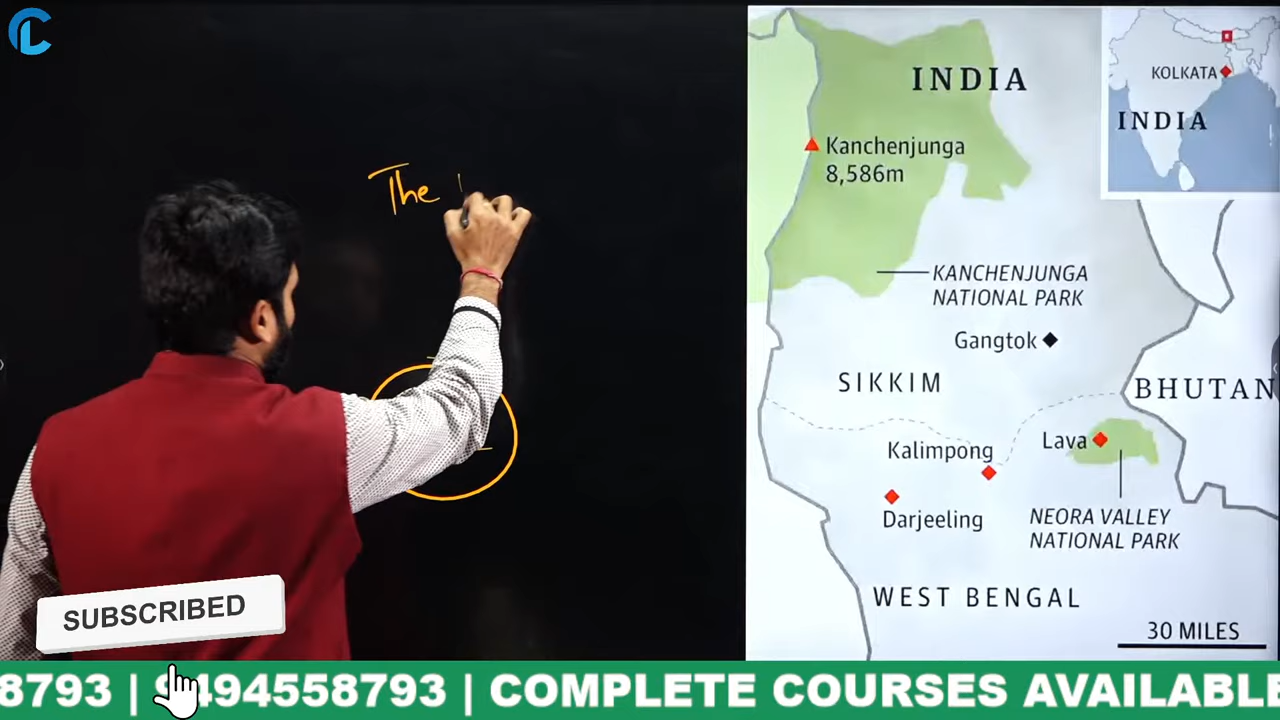 The
INDIA
KOLKATA
INDIA
Kanchenjunga
8,586m
KANCHENJUNGA
NATIONAL PARK
Gangtok
SIKKIM
BHUTAN
Kalimpong
Lava
Darjeeling
NEORA VALLEY
NATIONAL PARK
WEST BENGAL
30 MILES
SUBSCRIBED
8793 | 9494558793 | COMPLETE COURSES AVAILABLE